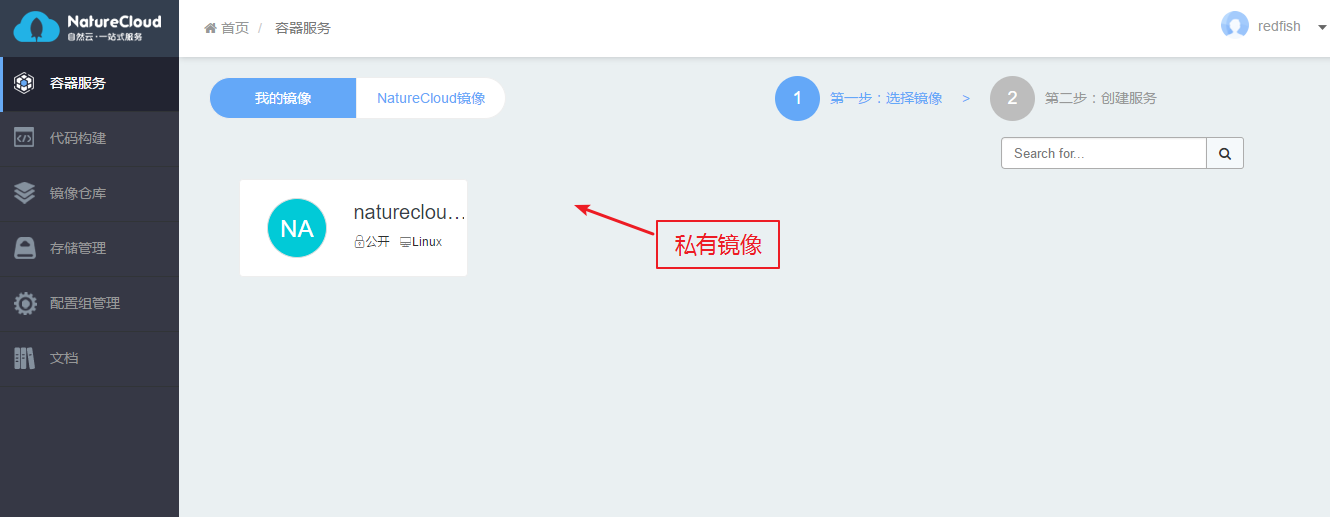 NatureCloud
自然云·一站式服务
首页 / 容器服务
redfish
容器服务
代码构建
镜像仓库
存储管理
配置组管理
文档
我的镜像
NatureCloud镜像
1 第一步：选择镜像 >
2 第二步：创建服务
Search for...
NA
natureclou...
公开 Linux
私有镜像